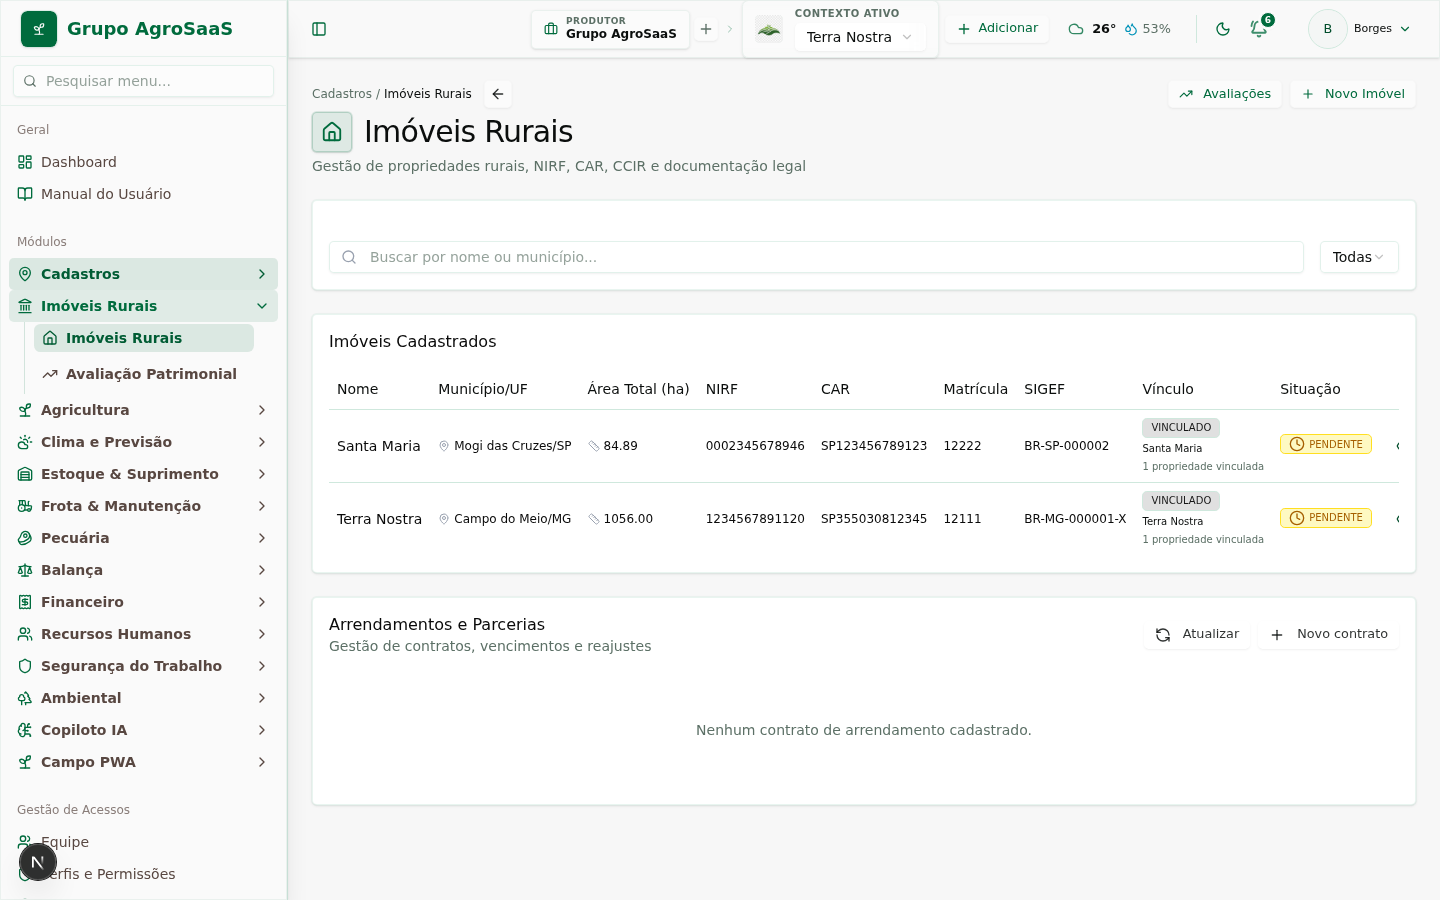 Grupo AgroSaaS
Pesquisar menu...
Geral
Dashboard
Manual do Usuário
Módulos
Cadastros
Imóveis Rurais
Imóveis Rurais
Avaliação Patrimonial
Agricultura
Clima e Previsão
Estoque & Suprimento
Frota & Manutenção
Pecuária
Balança
Financeiro
Recursos Humanos
Segurança do Trabalho
Ambiental
Copiloto IA
Campo PWA
Gestão de Acessos
Equipe
erfis e Permissões
N
PRODUTOR
Grupo AgroSaaS
CONTEXTO ATIVO
Terra Nostra
Adicionar
26° 53%
6
B Borges
Cadastros / Imóveis Rurais
Avaliações
Novo Imóvel
Imóveis Rurais
Gestão de propriedades rurais, NIRF, CAR, CCIR e documentação legal
Buscar por nome ou município...
Todas
Imóveis Cadastrados
Nome Município/UF Área Total (ha) NIRF CAR Matrícula SIGEF Vínculo Situação
Santa Maria Mogi das Cruzes/SP 84.89 0002345678946 SP123456789123 12222 BR-SP-000002 VINCULADO PENDENTE
Santa Maria
1 propriedade vinculada
Terra Nostra Campo do Meio/MG 1056.00 1234567891120 SP355030812345 12111 BR-MG-000001-X VINCULADO PENDENTE
Terra Nostra
1 propriedade vinculada
Arrendamentos e Parcerias
Gestão de contratos, vencimentos e reajustes
Atualizar
Novo contrato
Nenhum contrato de arrendamento cadastrado.